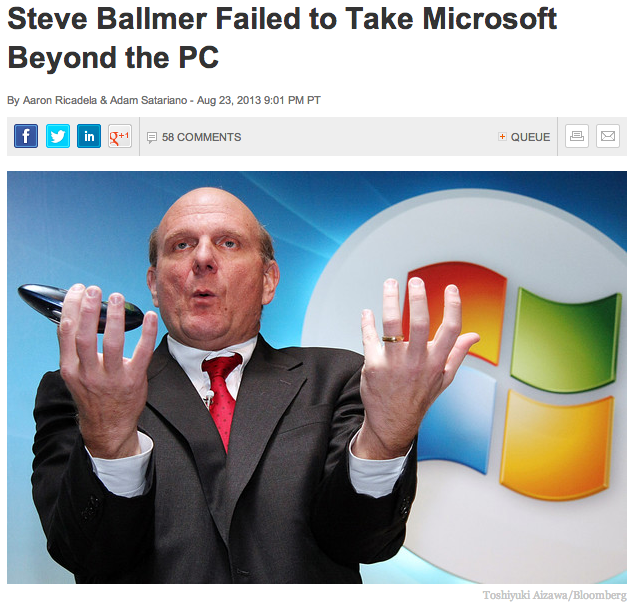 Steve Ballmer Failed to Take Microsoft
Beyond the PC
By Aaron Ricadela & Adam Satariano - Aug 23, 2013 9:01 PM PT
f in g +1 58 COMMENTS + QUEUE
Toshiyuki Aizawa/Bloomberg